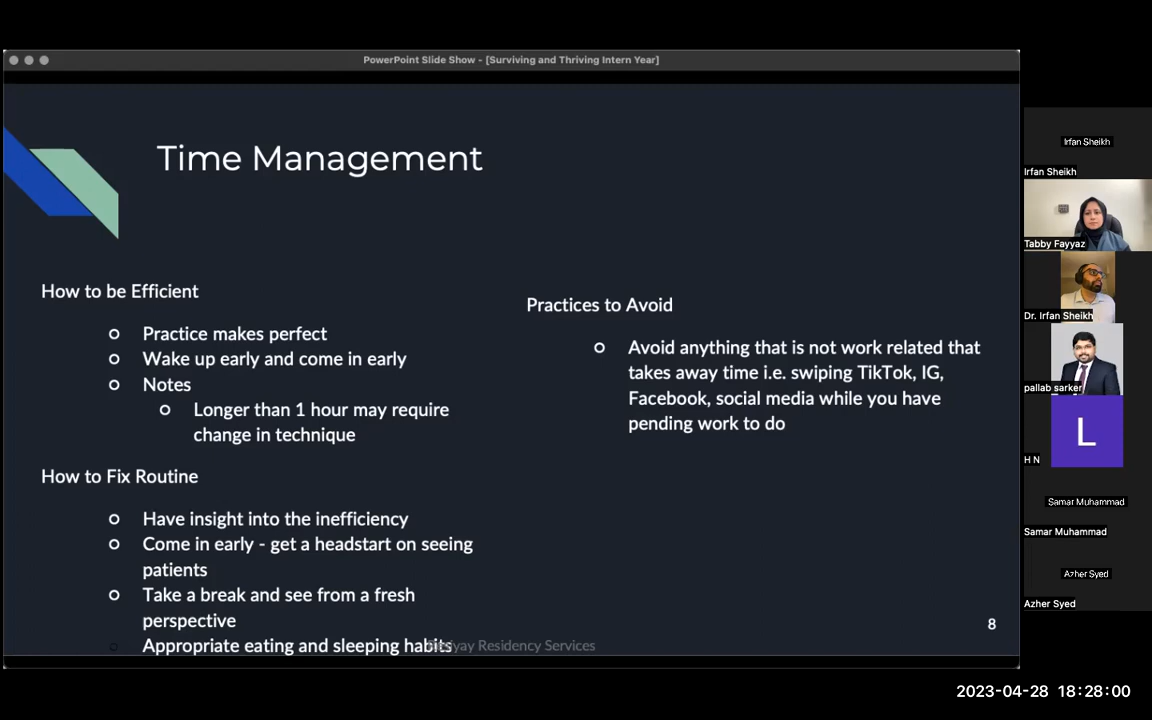 PowerPoint Slide Show - [Surviving and Thriving Intern Year]
Time Management
How to be Efficient
Practice makes perfect
Wake up early and come in early
Notes
Longer than 1 hour may require
change in technique
How to Fix Routine
Have insight into the inefficiency
Come in early - get a headstart on seeing
patients
Take a break and see from a fresh
perspective
Appropriate eating and sleeping habits
Residency Services
Practices to Avoid
Avoid anything that is not work related that
takes away time i.e. swiping TikTok, IG,
Facebook, social media while you have
pending work to do
8
Irfan Sheikh
Irfan Sheikh
Tabby Fayyaz
Dr. Irfan Sheikh
pallab sarker
L
H N
Samar Muhammad
Samar Muhammad
Azher Syed
Azher Syed
2023-04-28 18:28:00